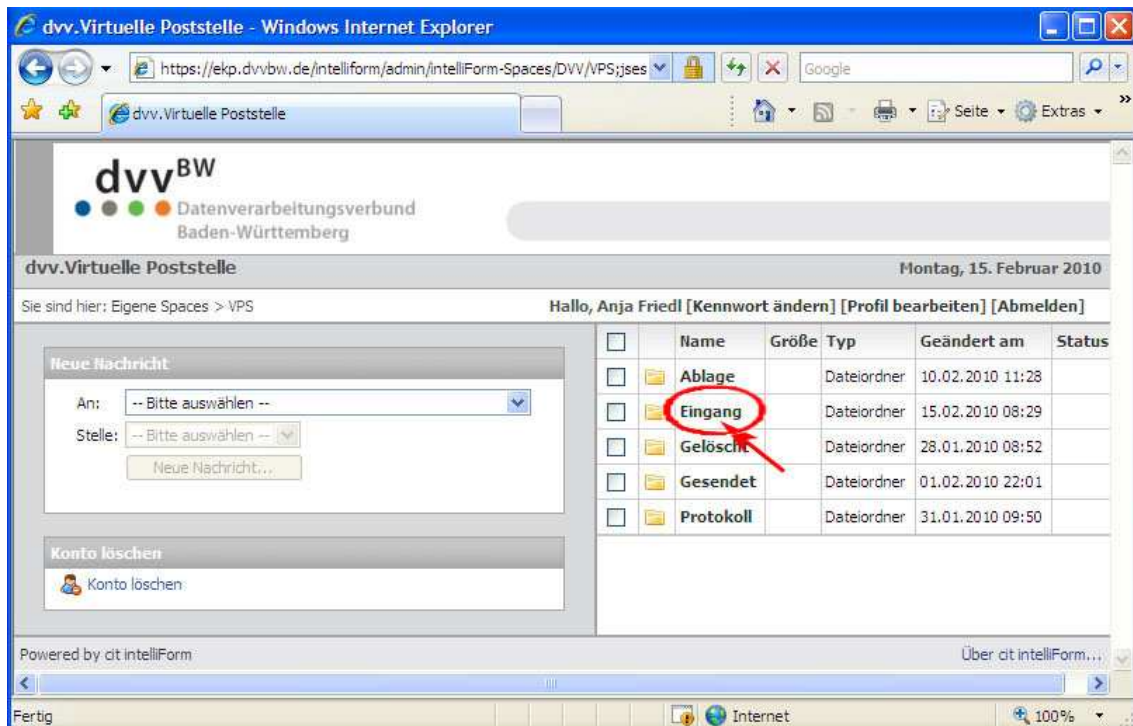 dvv.Virtuelle Poststelle - Windows Internet Explorer
https://ekp.dvvbw.de/intelliform/admin/intelliForm-Spaces/DVV/VPS;jses
Google
dvv.Virtuelle Poststelle
Seite
Extras
»
dvv BW
Datenverarbeitungsverbund
Baden-Württemberg
dvv.Virtuelle Poststelle
Montag, 15. Februar 2010
Sie sind hier: Eigene Spaces > VPS
Hallo, Anja Friedl [Kennwort ändern] [Profil bearbeiten] [Abmelden]
Neue Nachricht
An: -- Bitte auswählen --
Stelle: -- Bitte auswählen --
Neue Nachricht...
Konto löschen
Konto löschen
Name Größe Typ Geändert am Status
Ablage Dateiordner 10.02.2010 11:28
Eingang Dateiordner 15.02.2010 08:29
Gelöscht Dateiordner 28.01.2010 08:52
Gesendet Dateiordner 01.02.2010 22:01
Protokoll Dateiordner 31.01.2010 09:50
Powered by cit intelliForm
Über cit intelliForm...
Fertig
Internet
100%